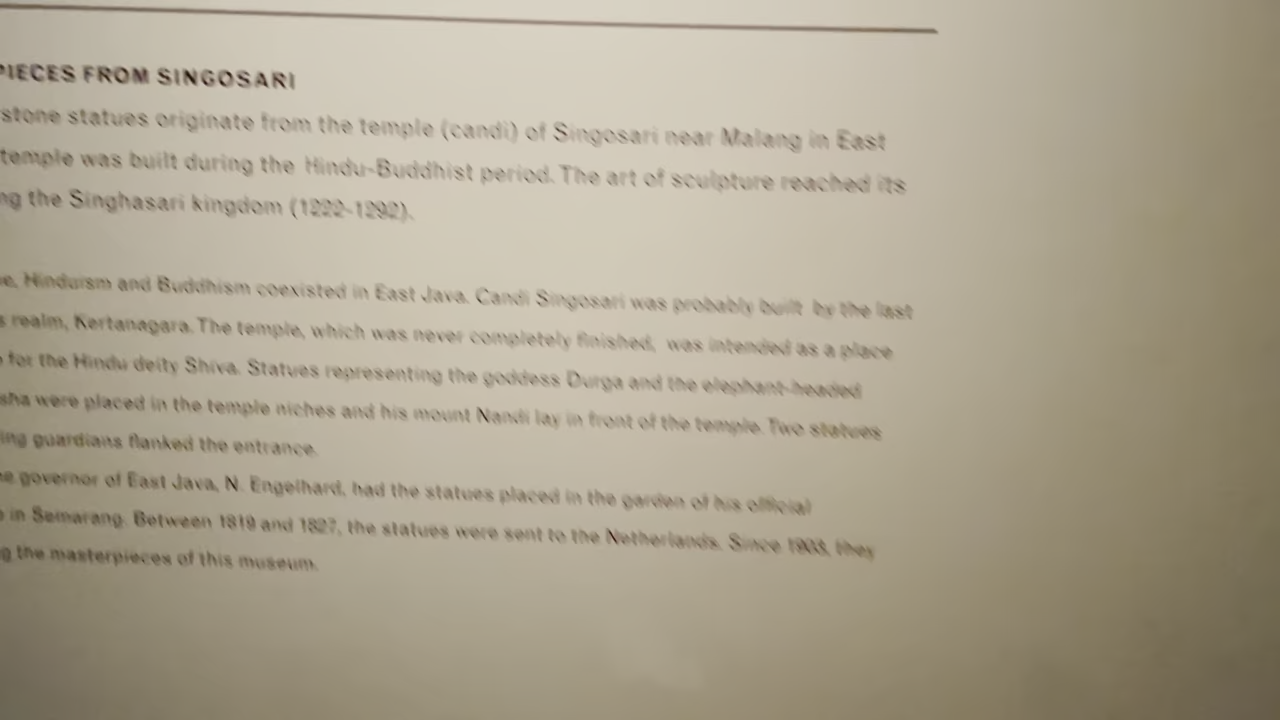 PIECES FROM SINGOSARI
stone statues originate from the temple (candi) of Singosari near Malang in East
temple was built during the Hindu-Buddhist period. The art of sculpture reached its
ng the Singhasari kingdom (1222-1292).
e, Hinduism and Buddhism coexisted in East Java. Candi Singosari was probably built by the last
s realm, Kertanagara. The temple, which was never completely finished, was intended as a place
for the Hindu deity Shiva. Statues representing the goddess Durga and the elephant-headed
sha were placed in the temple niches and his mount Nandi lay in front of the temple. Two statues
ing guardians flanked the entrance.
e governor of East Java, N. Engelhard, had the statues placed in the garden of his official
in Semarang. Between 1819 and 1827, the statues were sent to the Netherlands. Since 1903, they
g the masterpieces of this museum.